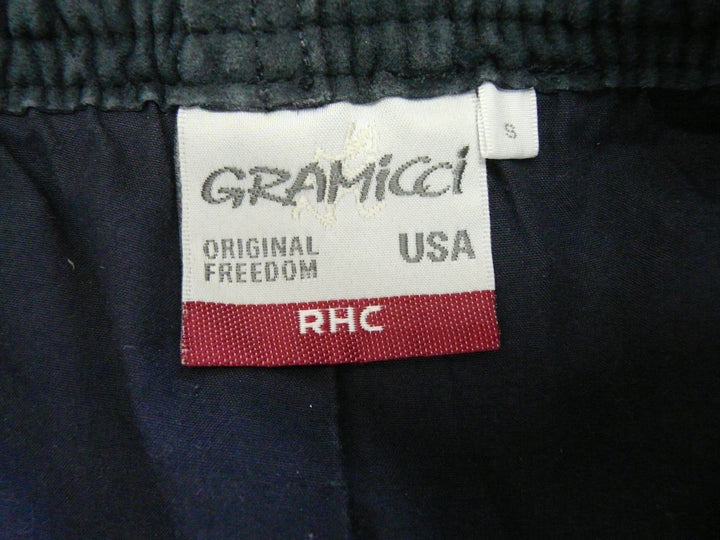 S
GRAMiCCi
ORIGINAL
FREEDOM
USA
RHC